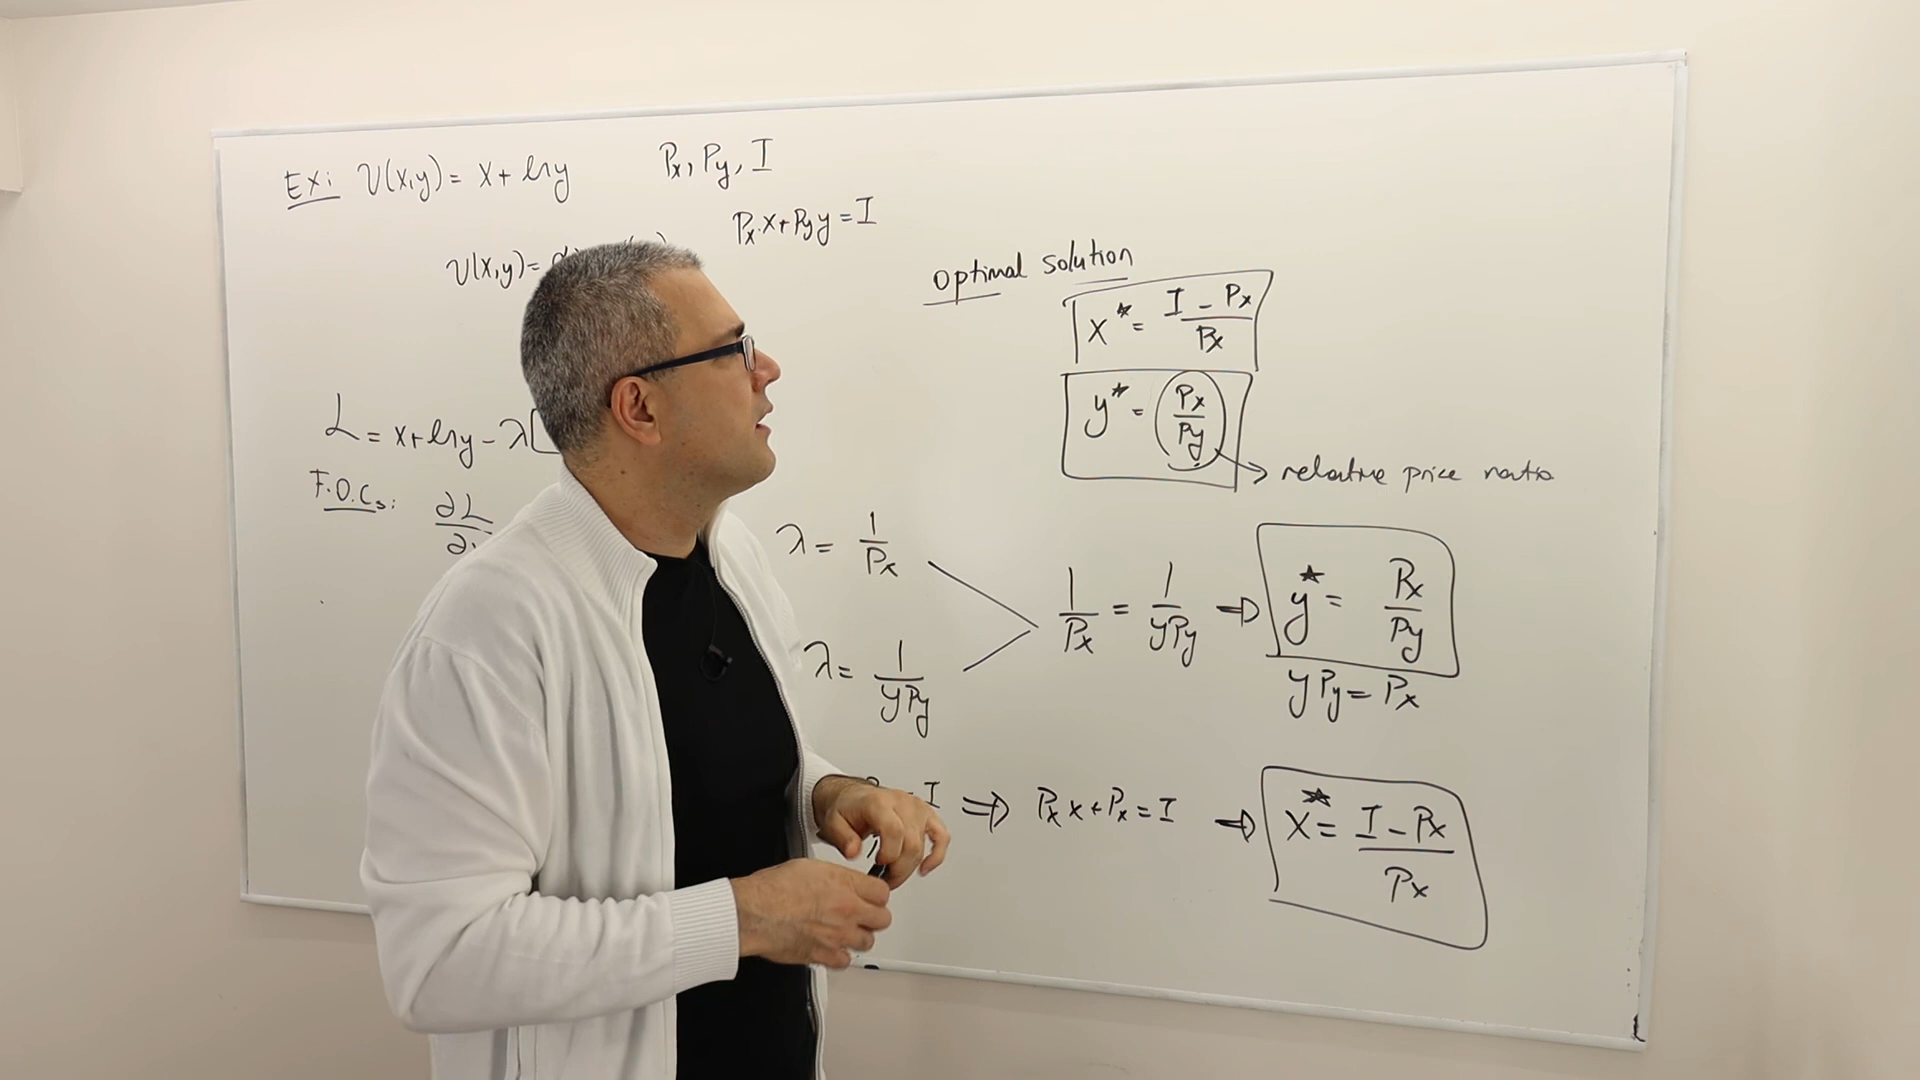 Ex: U(x,y) = x + lny   Px, Py, I
Px.x + Py y = I
U(x,y) =
Optimal solution
x* = I - Px / Px
y* = Px / Py → relative price ratio
L = x + lny - λ[
F.O.Cs: ∂L / ∂
λ = 1 / Px
λ = 1 / yPy
1 / Px = 1 / yPy ⇒ y* = Px / Py
y Py = Px
= I ⇒ Px x + Px = I ⇒ x* = I - Px / Px